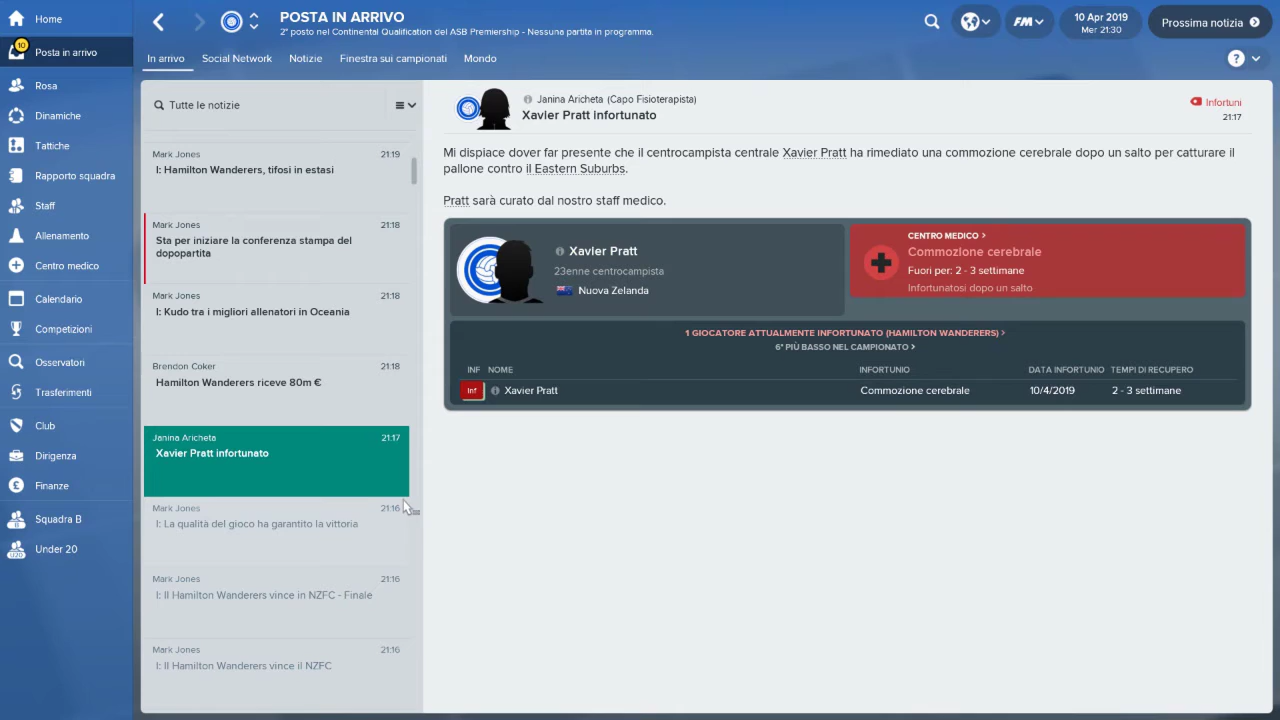 Home
10
Posta in arrivo
Rosa
Dinamiche
Tattiche
Rapporto squadra
Staff
Allenamento
Centro medico
Calendario
Competizioni
Osservatori
Trasferimenti
Club
Dirigenza
Finanze
Squadra B
Under 20
POSTA IN ARRIVO
2° posto nel Continental Qualification del ASB Premiership - Nessuna partita in programma.
FM
10 Apr 2019
Mer 21:30
Prossima notizia
In arrivo Social Network Notizie Finestra sui campionati Mondo
?
Tutte le notizie
Mark Jones 21:19
I: Hamilton Wanderers, tifosi in estasi
Mark Jones 21:18
Sta per iniziare la conferenza stampa del
dopopartita
Mark Jones 21:18
I: Kudo tra i migliori allenatori in Oceania
Brendon Coker 21:18
Hamilton Wanderers riceve 80m €
Janina Aricheta 21:17
Xavier Pratt infortunato
Mark Jones 21:16
I: La qualità del gioco ha garantito la vittoria
Mark Jones 21:16
I: Il Hamilton Wanderers vince in NZFC - Finale
Mark Jones 21:16
I: Il Hamilton Wanderers vince il NZFC
Janina Aricheta (Capo Fisioterapista)
Xavier Pratt infortunato
Infortuni
21:17
Mi dispiace dover far presente che il centrocampista centrale Xavier Pratt ha rimediato una commozione cerebrale dopo un salto per catturare il
pallone contro il Eastern Suburbs.
Pratt sarà curato dal nostro staff medico.
Xavier Pratt
23enne centrocampista
Nuova Zelanda
CENTRO MEDICO >
Commozione cerebrale
Fuori per: 2 - 3 settimane
Infortunatosi dopo un salto
1 GIOCATORE ATTUALMENTE INFORTUNATO (HAMILTON WANDERERS) >
6° PIÙ BASSO NEL CAMPIONATO >
INF NOME INFORTUNIO DATA INFORTUNIO TEMPI DI RECUPERO
Inf Xavier Pratt Commozione cerebrale 10/4/2019 2 - 3 settimane